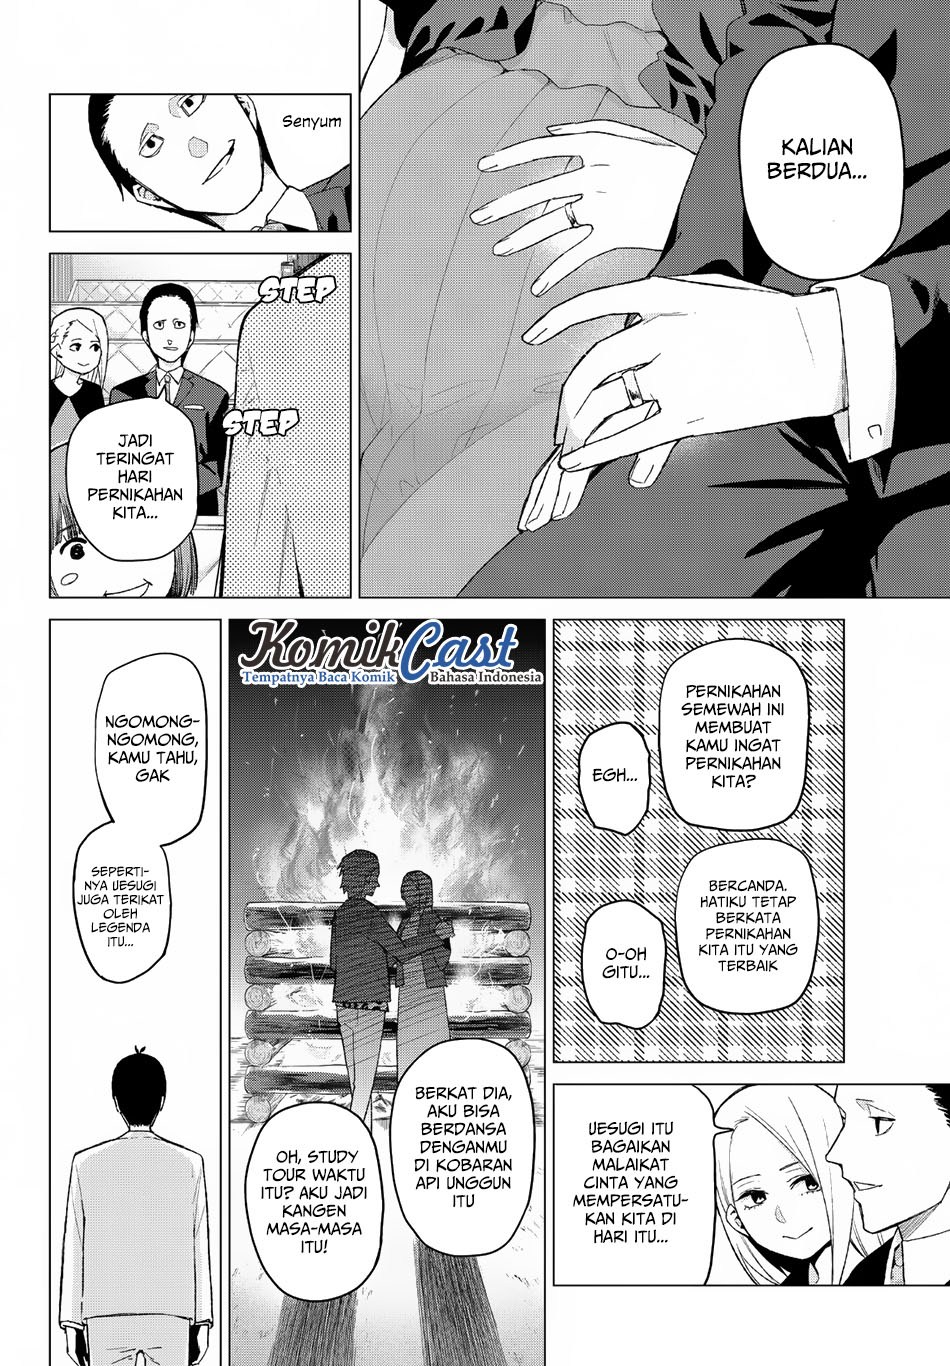 KALIAN
BERDUA...
Senyum
STEP
STEP
JADI
TERINGAT
HARI
PERNIKAHAN
KITA...
PERNIKAHAN
SEMEWAH INI
MEMBUAT
KAMU INGAT
PERNIKAHAN
KITA?
EGH...
BERCANDA.
HATIKU TETAP
BERKATA
PERNIKAHAN
KITA ITU YANG
TERBAIK
O-OH
GITU...
UESUGI ITU
BAGAIKAN
MALAIKAT
CINTA YANG
MEMPERSATU-
KAN KITA DI
HARI ITU...
KomikCast
Tempatnya Baca Komik Bahasa Indonesia
BERKAT DIA,
AKU BISA
BERDANSA
DENGANMU
DI KOBARAN
API UNGGUN
ITU
OH, STUDY
TOUR WAKTU
ITU? AKU JADI
KANGEN
MASA-MASA
ITU!
NGOMONG-
NGOMONG,
KAMU TAHU,
GAK
SEPERTI-
NYA UESUGI
JUGA TERIKAT
OLEH
LEGENDA
ITU...